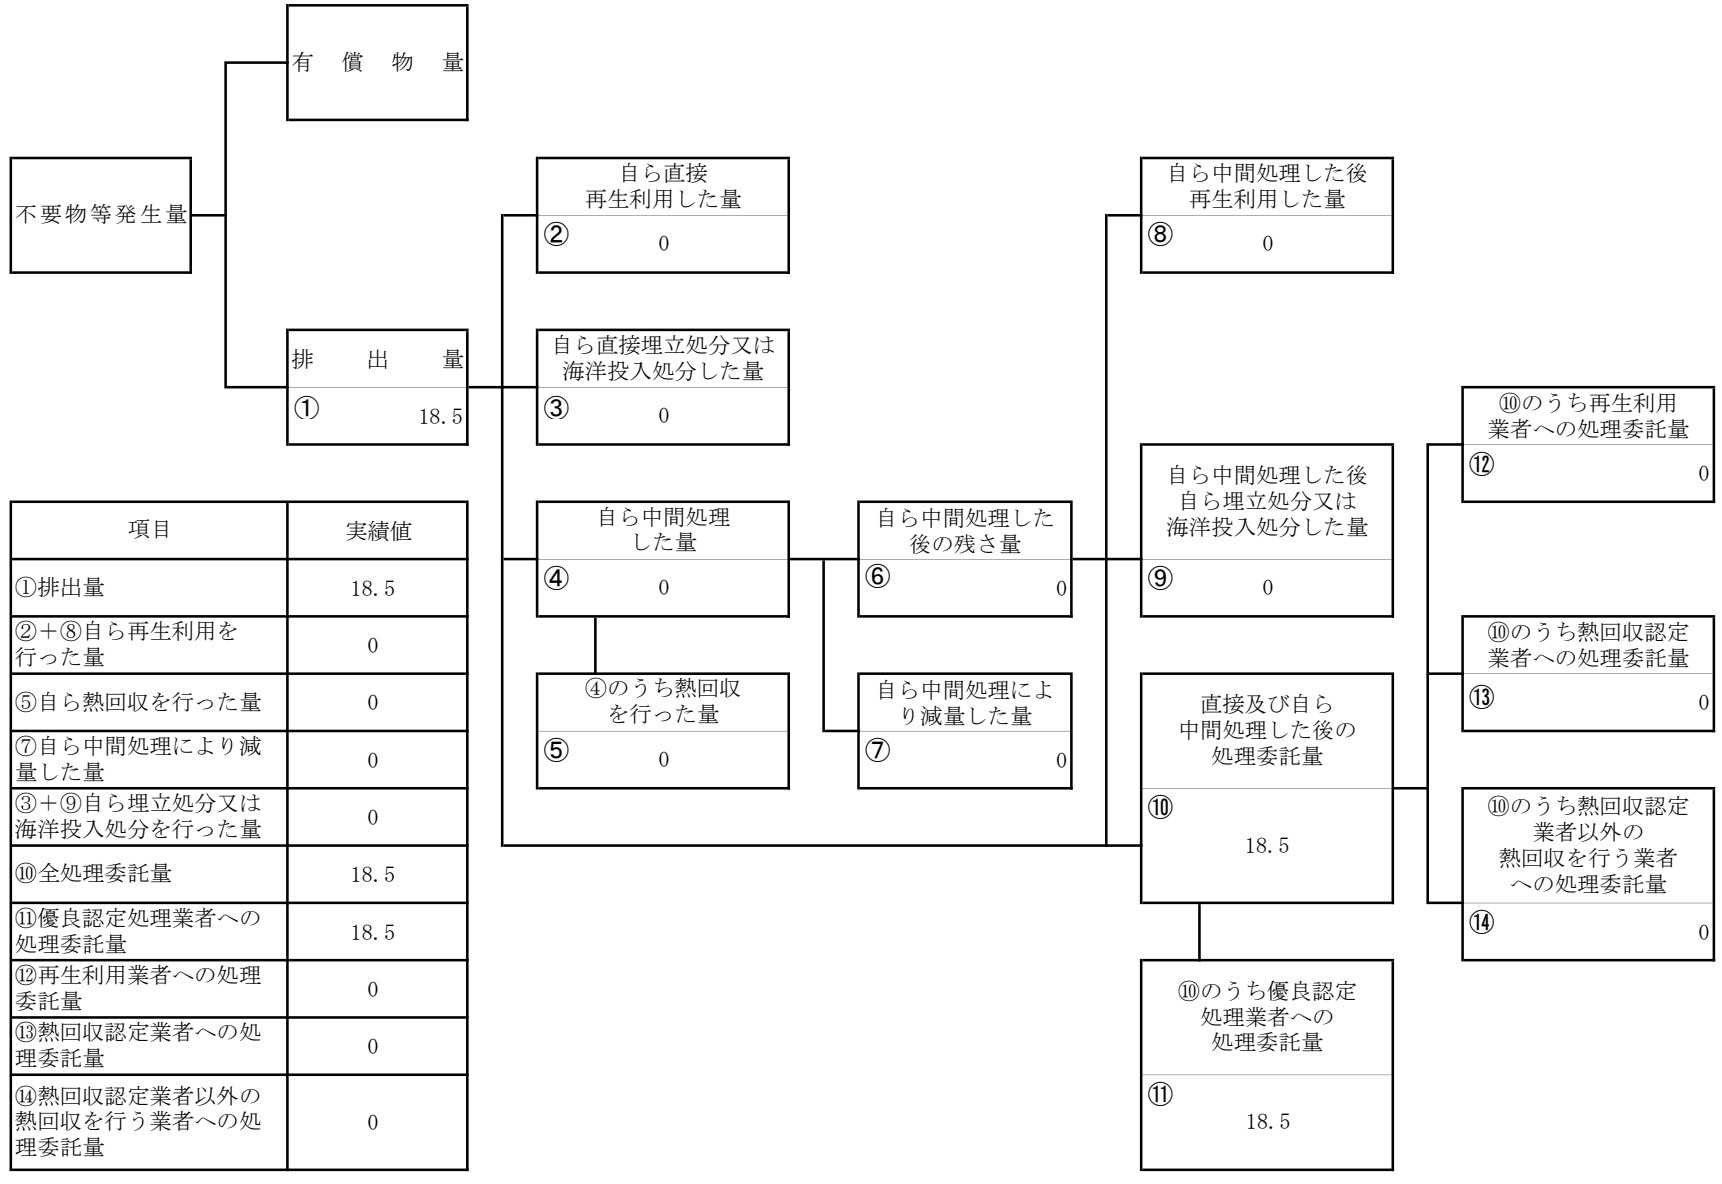 有償物量
不要物等発生量
排出量
①
18.5
自ら直接
再生利用した量
②
0
自ら直接埋立処分又は
海洋投入処分した量
③
0
自ら中間処理
した量
④
0
④のうち熱回収
を行った量
⑤
0
自ら中間処理した
後の残さ量
⑥
0
自ら中間処理によ
り減量した量
⑦
0
自ら中間処理した後
再生利用した量
⑧
0
自ら中間処理した後
自ら埋立処分又は
海洋投入処分した量
⑨
0
直接及び自ら
中間処理した後の
処理委託量
⑩
18.5
⑩のうち優良認定
処理業者への
処理委託量
⑪
18.5
⑩のうち再生利用
業者への処理委託量
⑫
0
⑩のうち熱回収認定
業者への処理委託量
⑬
0
⑩のうち熱回収認定
業者以外の
熱回収を行う業者
への処理委託量
⑭
0
項目 実績値
①排出量 18.5
②＋⑧自ら再生利用を
行った量
0
⑤自ら熱回収を行った量 0
⑦自ら中間処理により減
量した量
0
③＋⑨自ら埋立処分又は
海洋投入処分を行った量
0
⑩全処理委託量 18.5
⑪優良認定処理業者への
処理委託量
18.5
⑫再生利用業者への処理
委託量
0
⑬熱回収認定業者への処
理委託量
0
⑭熱回収認定業者以外の
熱回収を行う業者への処
理委託量
0